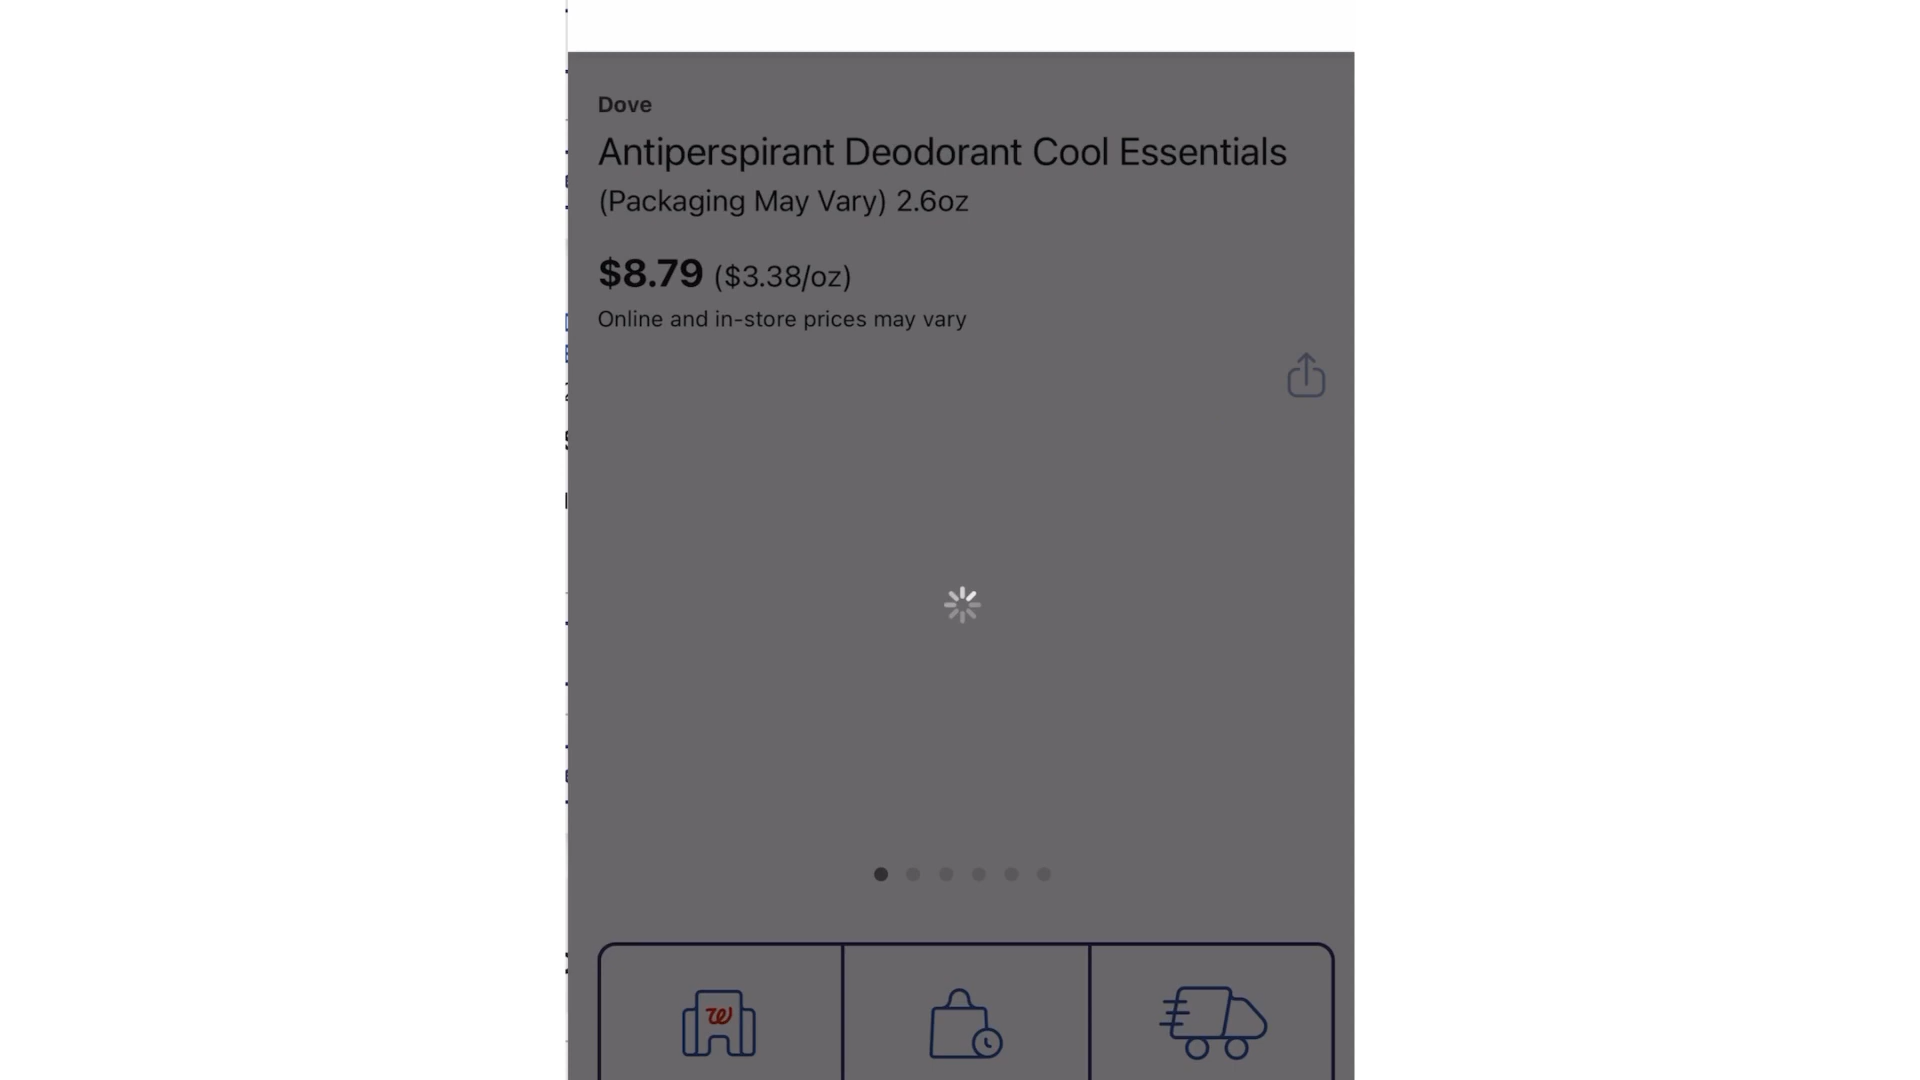 Dove
Antiperspirant Deodorant Cool Essentials
(Packaging May Vary) 2.6oz
$8.79 ($3.38/oz)
Online and in-store prices may vary